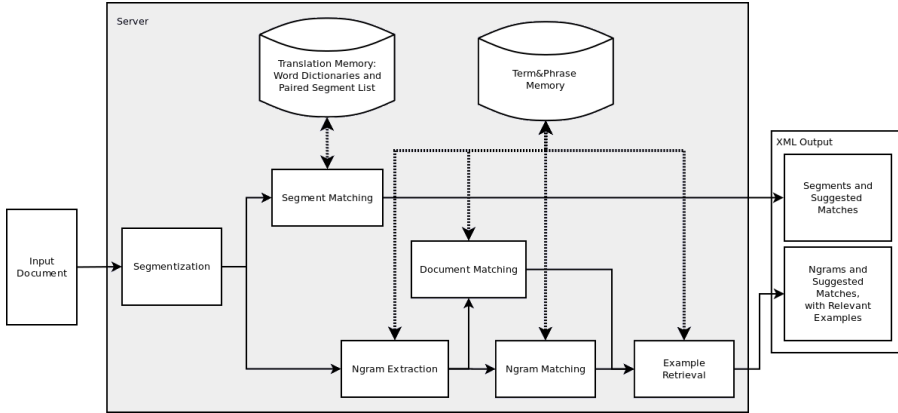 Server
Translation Memory:
Word Dictionaries and
Paired Segment List
Term&Phrase
Memory
XML Output
Segment Matching
Segments and
Suggested
Matches
Input
Document
Segmentization
Document Matching
Ngrams and
Suggested
Matches,
with Relevant
Examples
Ngram Extraction
Ngram Matching
Example
Retrieval